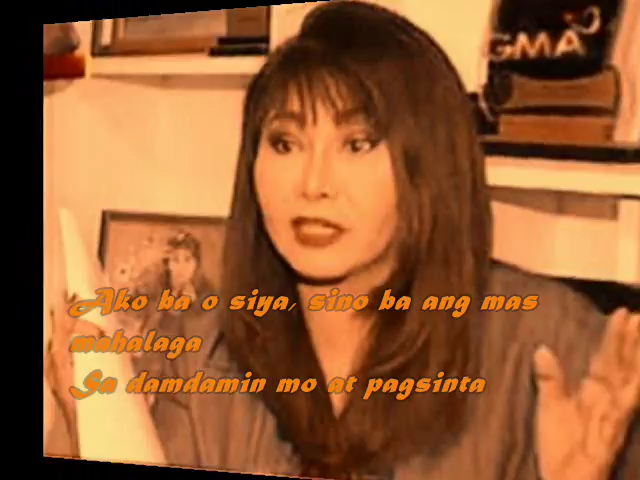 GMA
Ako ba o siya, sino ba ang mas
mahalaga
Sa damdamin mo at pagsinta